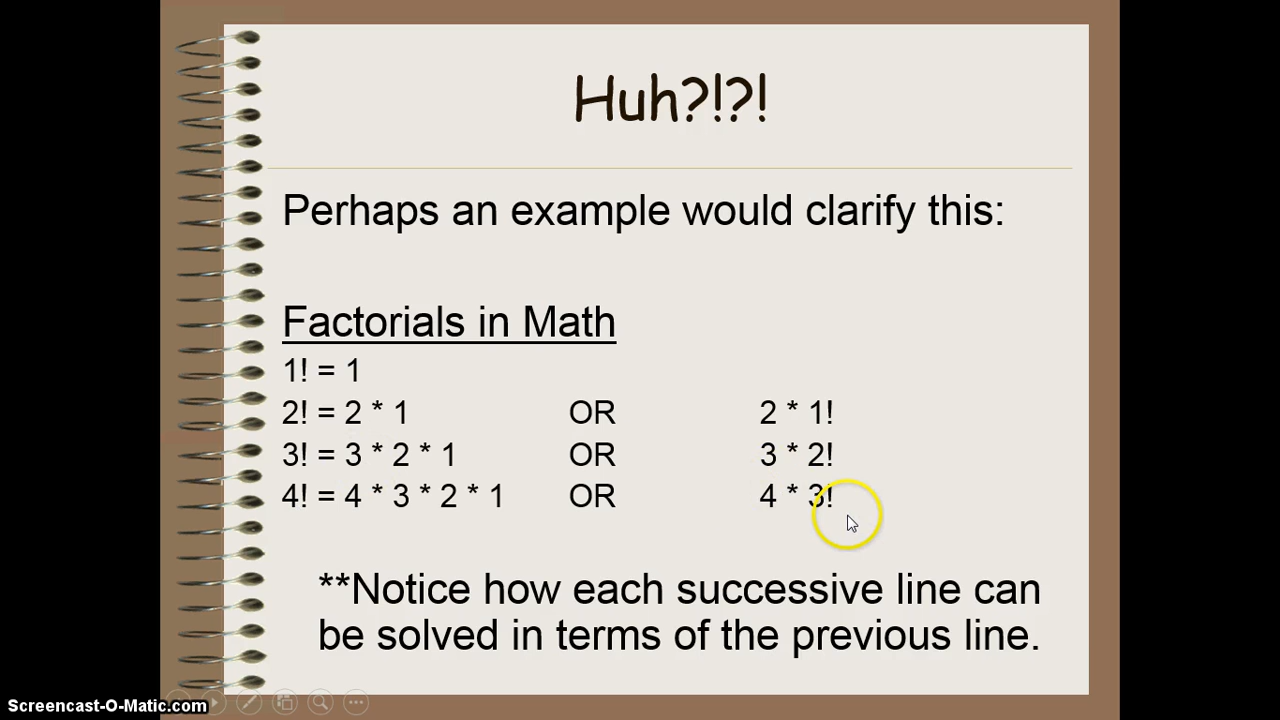 Huh?!?!
Perhaps an example would clarify this:
Factorials in Math
1! = 1
2! = 2 * 1 OR 2 * 1!
3! = 3 * 2 * 1 OR 3 * 2!
4! = 4 * 3 * 2 * 1 OR 4 * 3!
**Notice how each successive line can
be solved in terms of the previous line.
Screencast-O-Matic.com